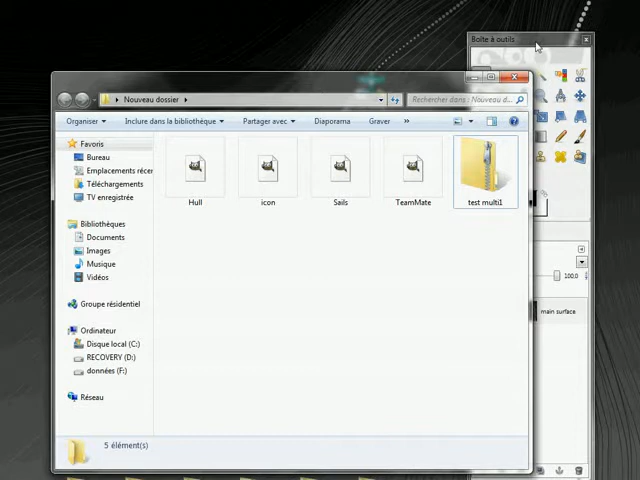 Boîte à outils
Nouveau dossier
Rechercher dans : Nouveau d...
Organiser
Inclure dans la bibliothèque
Partager avec
Diaporama
Graver
»
Favoris
Bureau
Emplacements récer
Téléchargements
TV enregistrée
Bibliothèques
Documents
Images
Musique
Vidéos
Groupe résidentiel
Ordinateur
Disque local (C:)
RECOVERY (D:)
données (F:)
Réseau
Hull
icon
Sails
TeamMate
test multi1
100,0
main surface
5 élément(s)